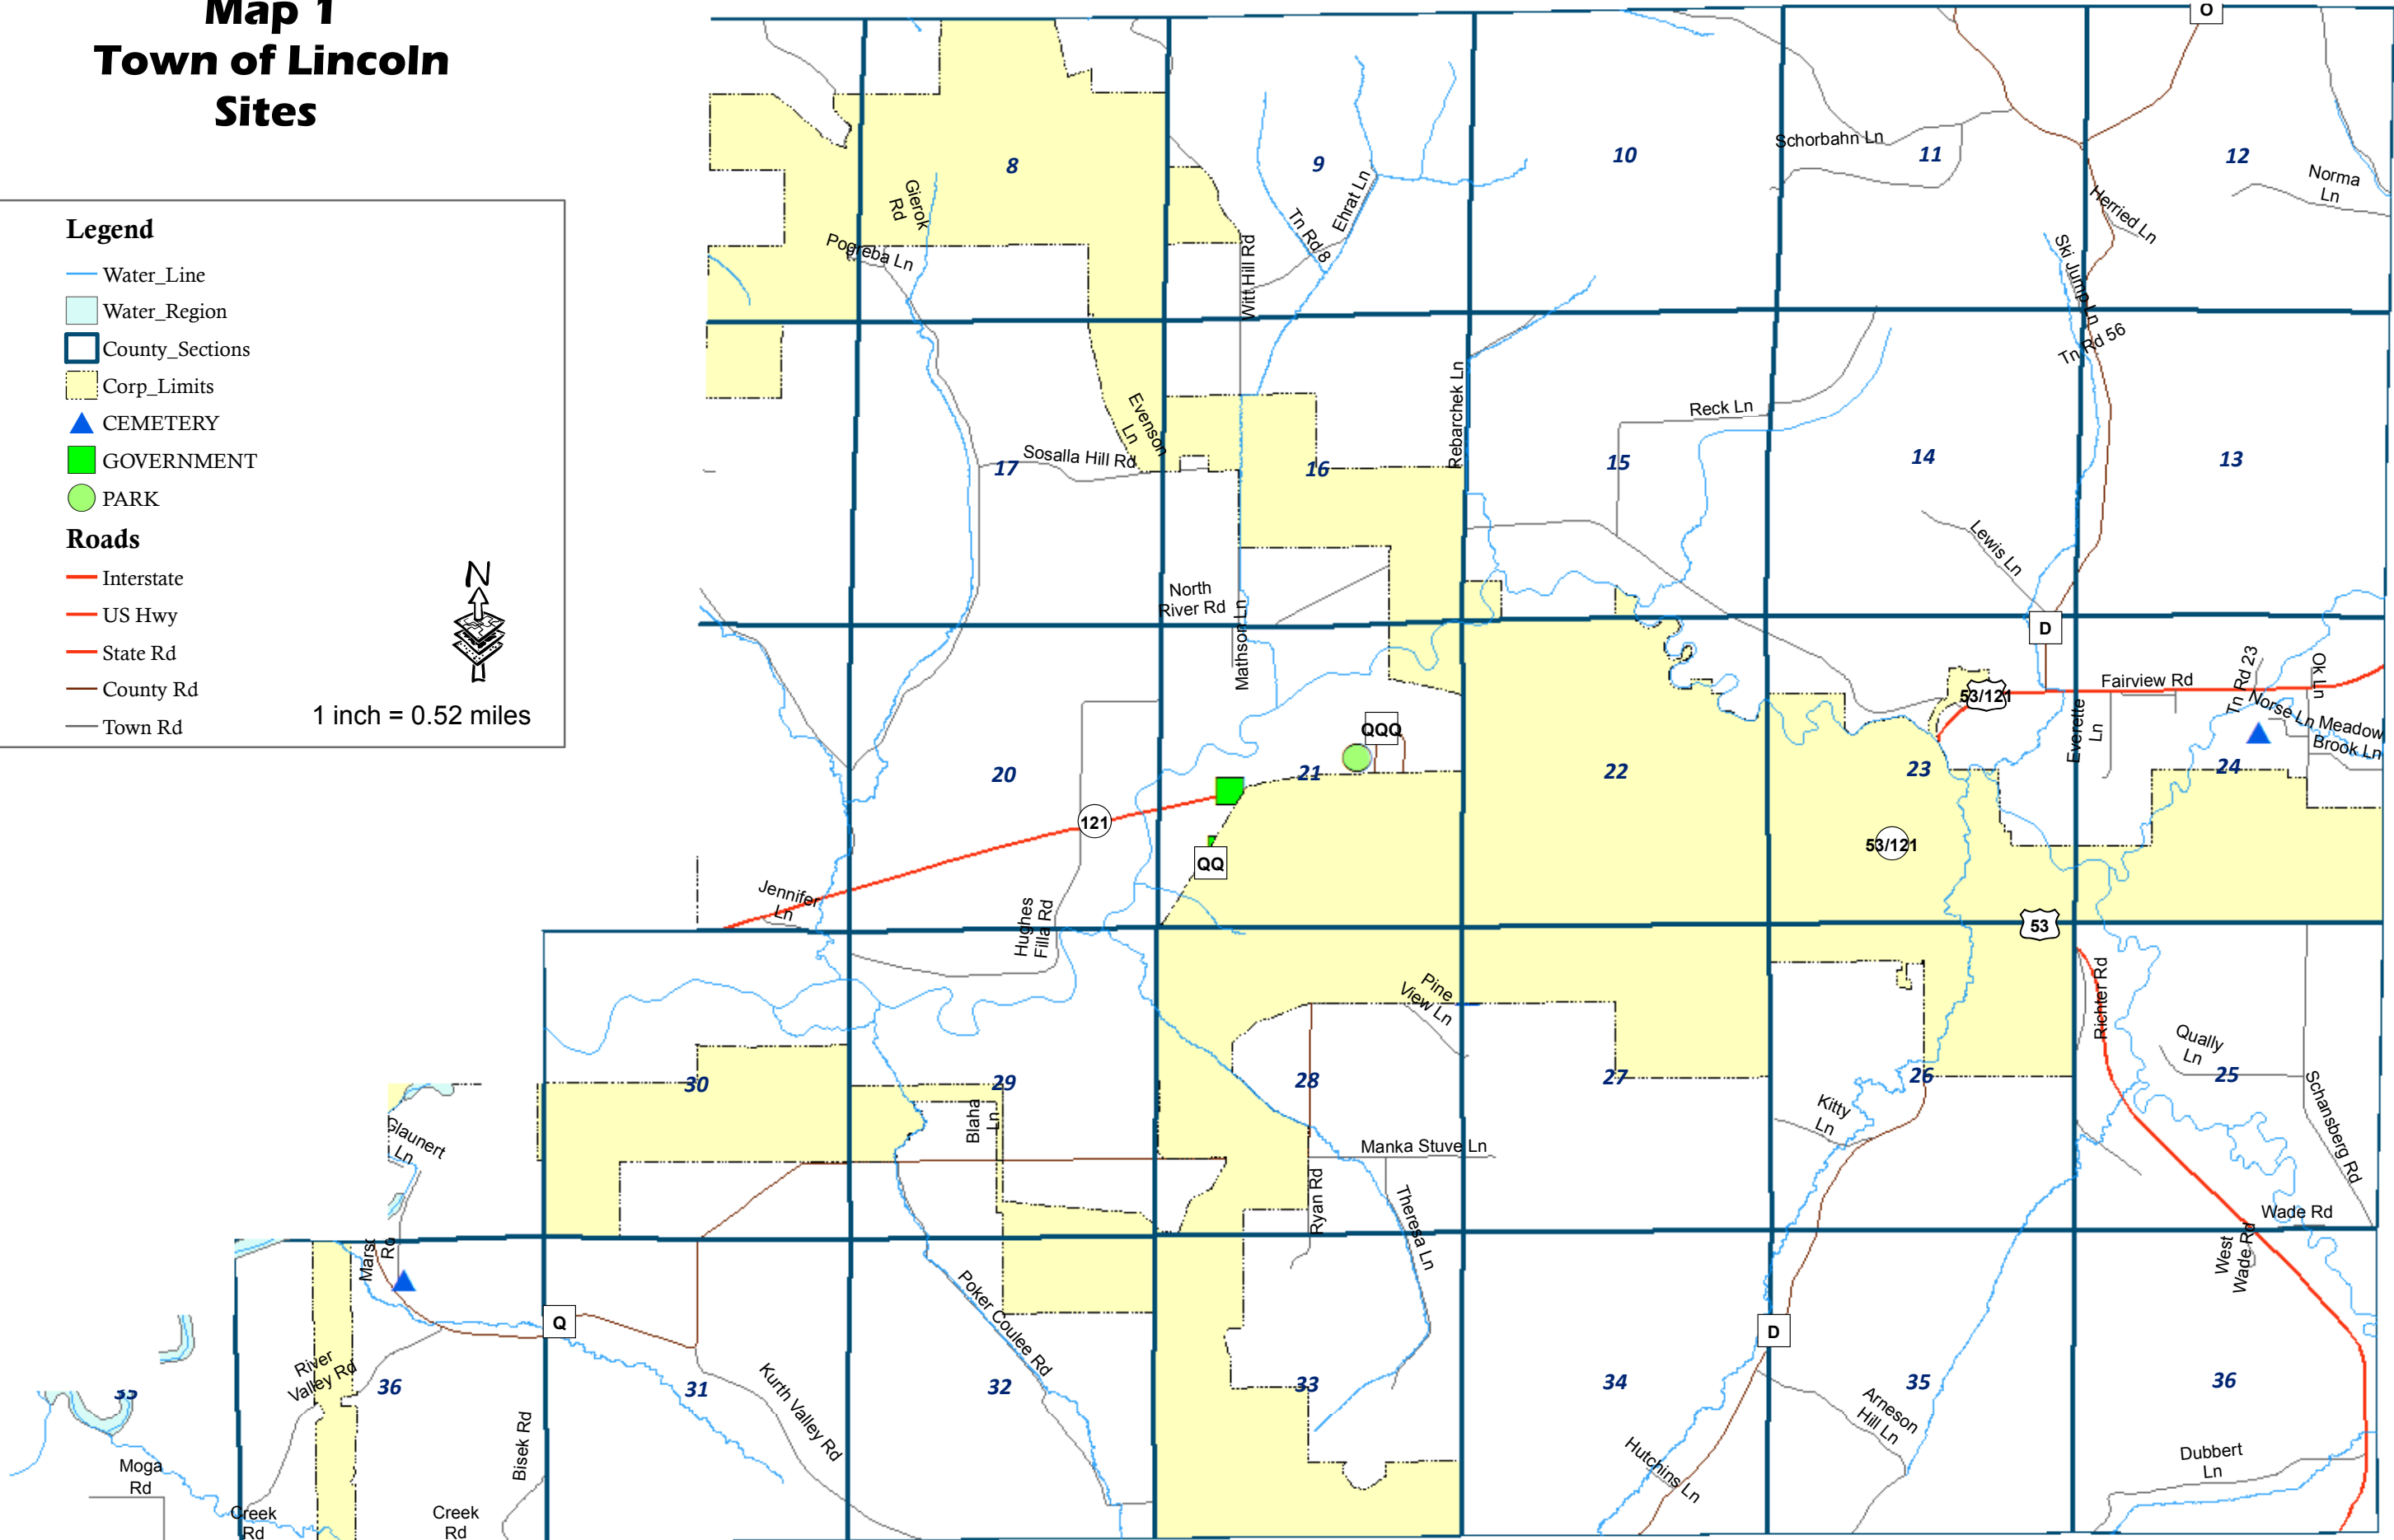 Map 1
Town of Lincoln
Sites
Legend
Water_Line
Water_Region
County_Sections
Corp_Limits
CEMETERY
GOVERNMENT
PARK
Roads
Interstate
US Hwy
State Rd
County Rd
Town Rd
N
1 inch = 0.52 miles
O
8
9
10
11
12
Schorbahn Ln
Norma
Ln
Gierok
Rd
Pogreba Ln
Witt Hill Rd
Tn Rd 8
Ehrat Ln
Herried Ln
Ski Jump Ln
Tn Rd 56
Evenson
Ln
Rebarchek Ln
Reck Ln
17
Sosalla Hill Rd
16
15
14
13
Lewis Ln
North
River Rd
Mathson Ln
D
53/121
Fairview Rd
Tn Rd 23
Ok Ln
Everette
Ln
Norse Ln
Meadow
Brook Ln
QQQ
20
21
22
23
24
121
QQ
53/121
Jennifer
Ln
Hughes
Filla Rd
53
Pine
View Ln
Richter Rd
Qually
Ln
30
29
28
27
26
25
Blaha
Ln
Glaunert
Ln
Kitty
Ln
Schansberg Rd
Manka Stuve Ln
Ryan Rd
Theresa Ln
Wade Rd
West
Wade Rd
Rd
Q
D
Poker Coulee Rd
River
Valley Rd
35
36
31
32
33
34
35
36
Kurth Valley Rd
Bisek Rd
Arneson
Hill Ln
Hutchins Ln
Dubbert
Ln
Moga
Rd
Creek
Rd
Creek
Rd